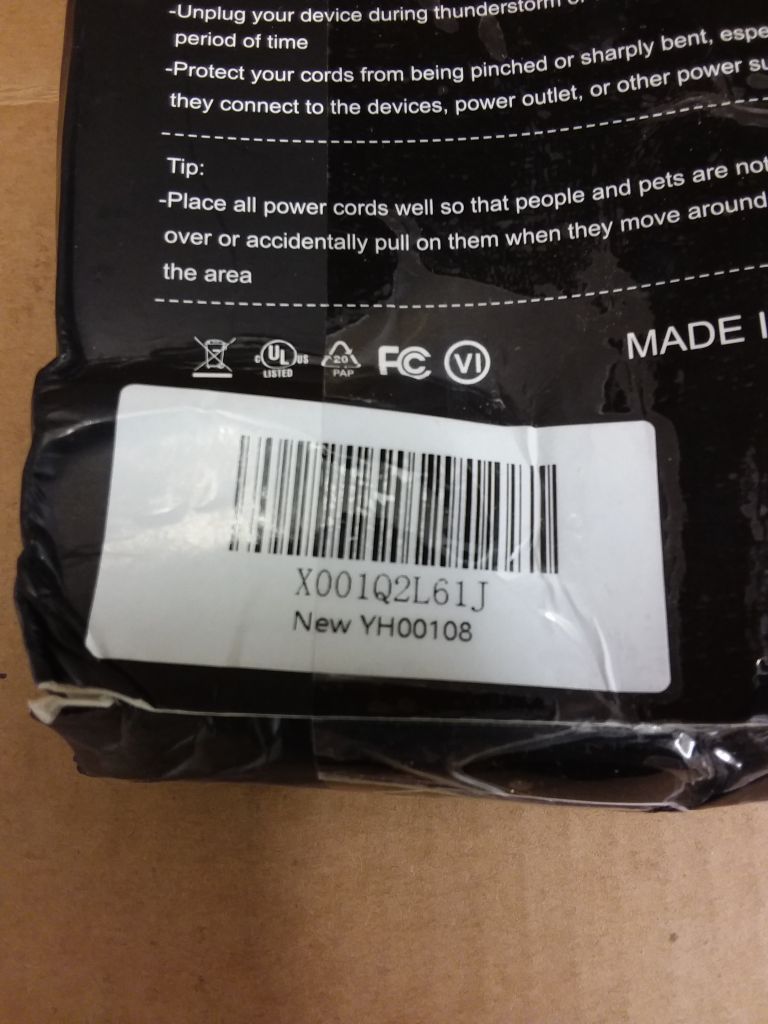 -Unplug your device during thunderstorm
period of time
-Protect your cords from being pinched or sharply bent,
they connect to the devices, power outlet, or other power
Tip:
-Place all power cords well so that people and pets are not
over or accidentally pull on them when they move around
the area
MADE
c UL US LISTED
20 PAP
FC
VI
X001Q2L61J
New YH00108